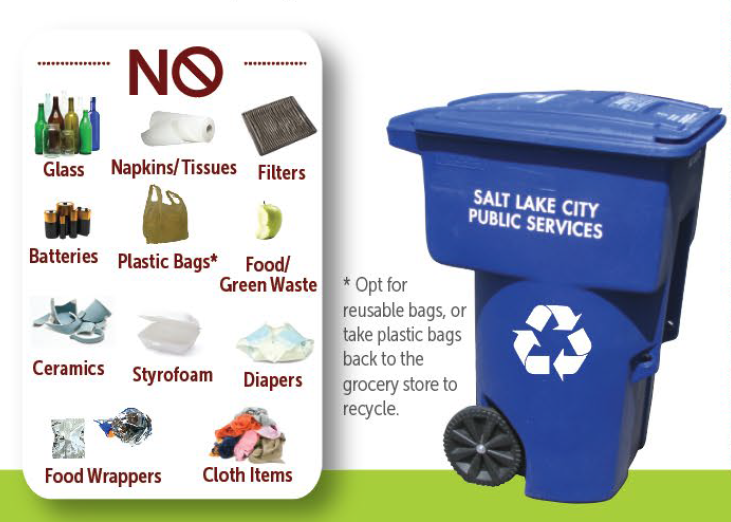 NO
Glass
Napkins/Tissues
Filters
Batteries
Plastic Bags*
Food/
Green Waste
Ceramics
Styrofoam
Diapers
Food Wrappers
Cloth Items
* Opt for
reusable bags, or
take plastic bags
back to the
grocery store to
recycle.
SALT LAKE CITY
PUBLIC SERVICES